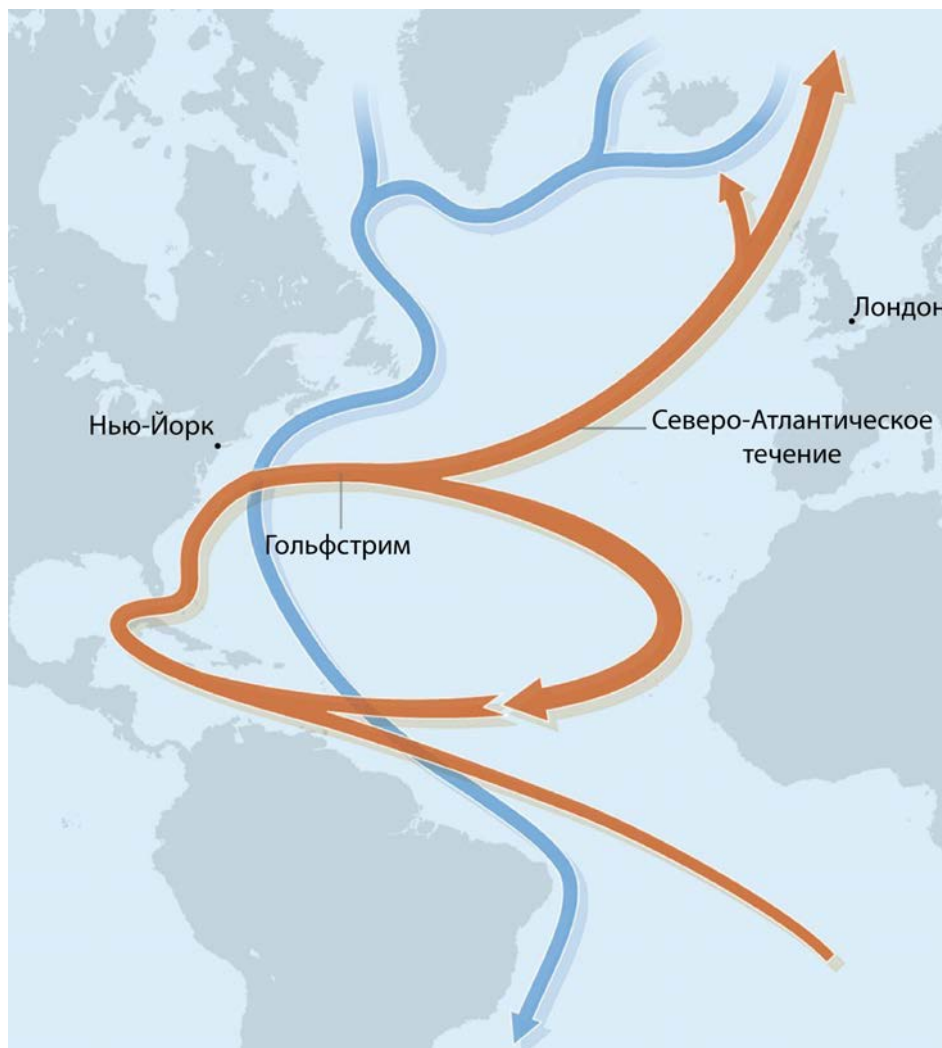 Лондон
Нью-Йорк
Северо-Атлантическое
течение
Гольфстрим